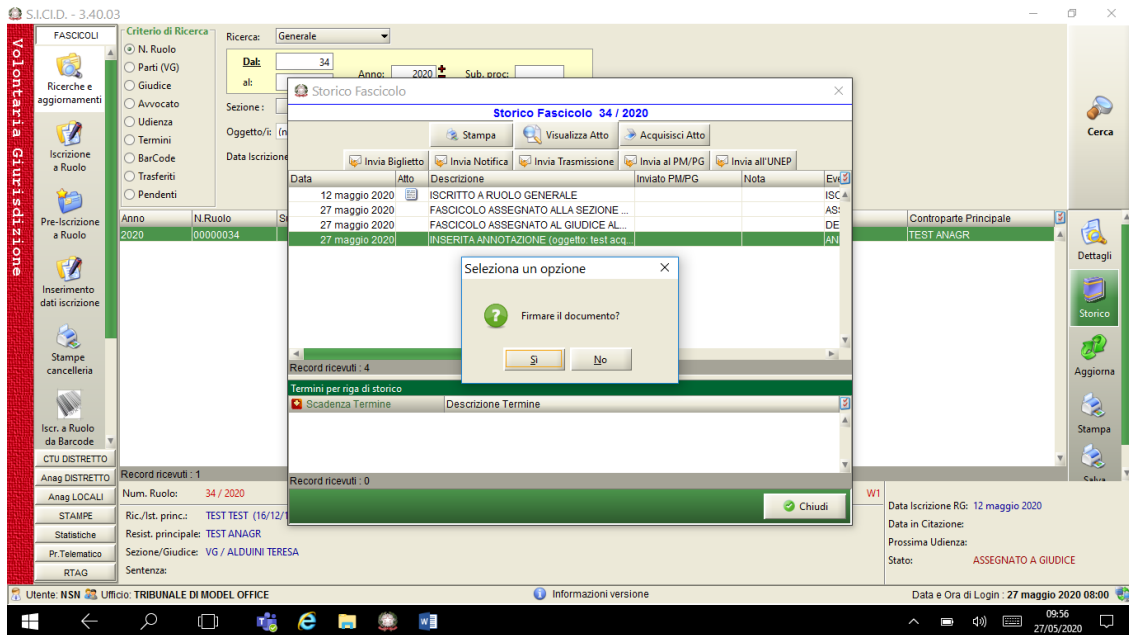 S.I.CI.D. - 3.40.03
Volontaria Giurisdizione
FASCICOLI
Ricerche e
aggiornamenti
Iscrizione
a Ruolo
Pre-Iscrizione
a Ruolo
Inserimento
dati iscrizione
Stampe
cancelleria
Iscr. a Ruolo
da Barcode
CTU DISTRETTO
Anag DISTRETTO
Anag LOCALI
STAMPE
Statistiche
Pr.Telematico
RTAG
Criterio di Ricerca
N. Ruolo
Parti (VG)
Giudice
Avvocato
Udienza
Termini
BarCode
Trasferiti
Pendenti
Ricerca: Generale
Dal: 34
al:
Anno: 2020 Sub. proc:
Sezione :
Oggetto/i: (n
Data Iscrizione
Cerca
Anno N.Ruolo Controparte Principale
2020 00000034 TEST ANAGR
Storico Fascicolo
Storico Fascicolo 34 / 2020
Stampa Visualizza Atto Acquisisci Atto
Invia Biglietto Invia Notifica Invia Trasmissione Invia al PM/PG Invia all'UNEP
Data Atto Descrizione Inviato PM/PG Nota Eve
12 maggio 2020 ISCRITTO A RUOLO GENERALE ISC
27 maggio 2020 FASCICOLO ASSEGNATO ALLA SEZIONE ... AS
27 maggio 2020 FASCICOLO ASSEGNATO AL GIUDICE AL... DE
27 maggio 2020 INSERITA ANNOTAZIONE (oggetto: test acq... AN
Seleziona un opzione
Firmare il documento?
Sì No
Record ricevuti : 4
Termini per riga di storico
Scadenza Termine Descrizione Termine
Record ricevuti : 0
Chiudi
Dettagli
Storico
Aggiorna
Stampa
Salva
Record ricevuti : 1
Num. Ruolo: 34 / 2020
Ric./Ist. princ.: TEST TEST (16/12/1
Resist. principale: TEST ANAGR
Sezione/Giudice: VG / ALDUINI TERESA
Sentenza:
W1
Data Iscrizione RG: 12 maggio 2020
Data in Citazione:
Prossima Udienza:
Stato: ASSEGNATO A GIUDICE
Utente: NSN Ufficio: TRIBUNALE DI MODEL OFFICE
Informazioni versione
Data e Ora di Login : 27 maggio 2020 08:00
09:56
27/05/2020